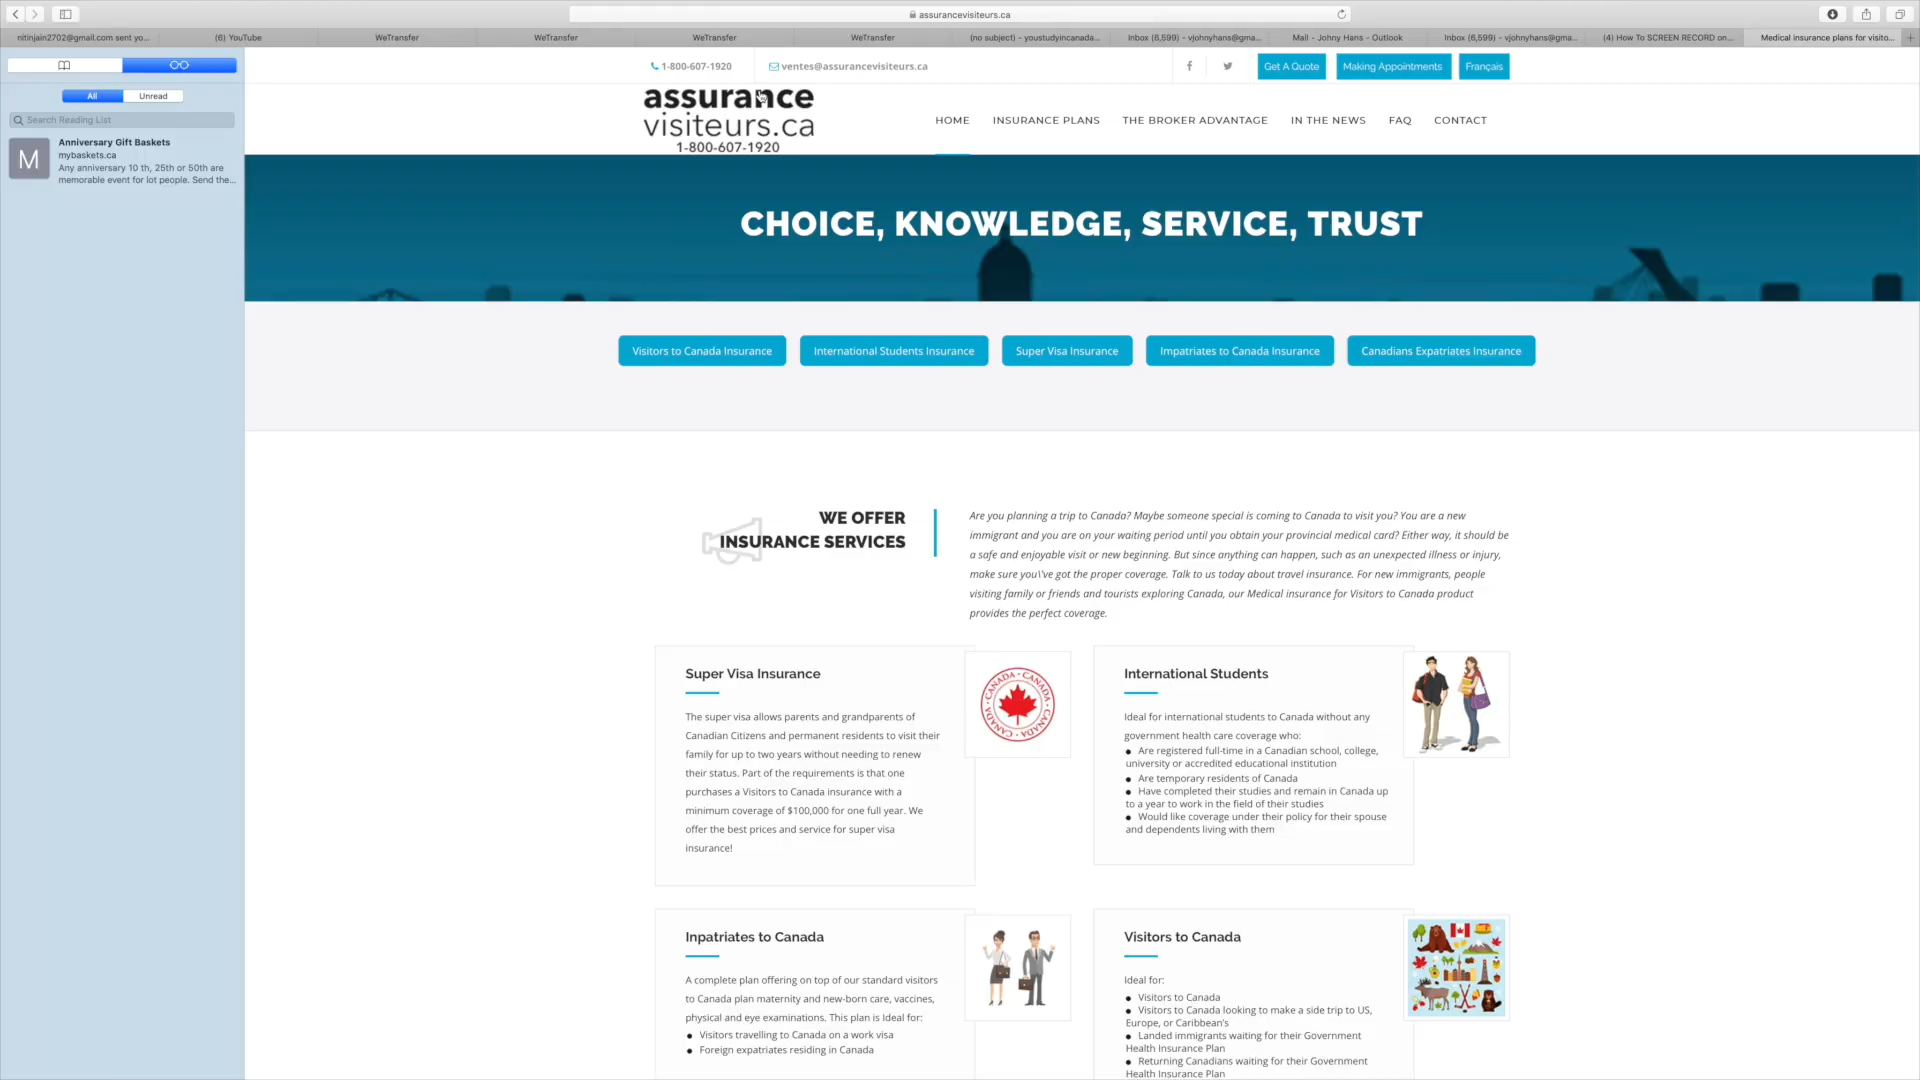 assurancevisiteurs.ca
nitinjain2702@gmail.com sent yo...
(6) YouTube
WeTransfer
WeTransfer
WeTransfer
WeTransfer
(no subject) - youstudyincanada...
Inbox (6,599) - vjohnyhans@gma...
Mail - Johny Hans - Outlook
Inbox (6,599) - vjohnyhans@gma...
(4) How To SCREEN RECORD on...
Medical insurance plans for visito...
All
Unread
Search Reading List
M
Anniversary Gift Baskets
mybaskets.ca
Any anniversary 10 th, 25th or 50th are
memorable event for lot people. Send the...
1-800-607-1920
ventes@assurancevisiteurs.ca
Get A Quote
Making Appointments
Français
assurance
visiteurs.ca
1-800-607-1920
HOME
INSURANCE PLANS
THE BROKER ADVANTAGE
IN THE NEWS
FAQ
CONTACT
CHOICE, KNOWLEDGE, SERVICE, TRUST
Visitors to Canada Insurance
International Students Insurance
Super Visa Insurance
Impatriates to Canada Insurance
Canadians Expatriates Insurance
WE OFFER
INSURANCE SERVICES
Are you planning a trip to Canada? Maybe someone special is coming to Canada to visit you? You are a new
immigrant and you are on your waiting period until you obtain your provincial medical card? Either way, it should be
a safe and enjoyable visit or new beginning. But since anything can happen, such as an unexpected illness or injury,
make sure you\'ve got the proper coverage. Talk to us today about travel insurance. For new immigrants, people
visiting family or friends and tourists exploring Canada, our Medical insurance for Visitors to Canada product
provides the perfect coverage.
Super Visa Insurance
The super visa allows parents and grandparents of
Canadian Citizens and permanent residents to visit their
family for up to two years without needing to renew
their status. Part of the requirements is that one
purchases a Visitors to Canada insurance with a
minimum coverage of $100,000 for one full year. We
offer the best prices and service for super visa
insurance!
CANADA · CANADA · CANADA · CANADA
International Students
Ideal for international students to Canada without any
government health care coverage who:
● Are registered full-time in a Canadian school, college,
university or accredited educational institution
● Are temporary residents of Canada
● Have completed their studies and remain in Canada up
to a year to work in the field of their studies
● Would like coverage under their policy for their spouse
and dependents living with them
Inpatriates to Canada
A complete plan offering on top of our standard visitors
to Canada plan maternity and new-born care, vaccines,
physical and eye examinations. This plan is Ideal for:
● Visitors travelling to Canada on a work visa
● Foreign expatriates residing in Canada
Visitors to Canada
Ideal for:
● Visitors to Canada
● Visitors to Canada looking to make a side trip to US,
Europe, or Caribbean's
● Landed immigrants waiting for their Government
Health Insurance Plan
● Returning Canadians waiting for their Government
Health Insurance Plan